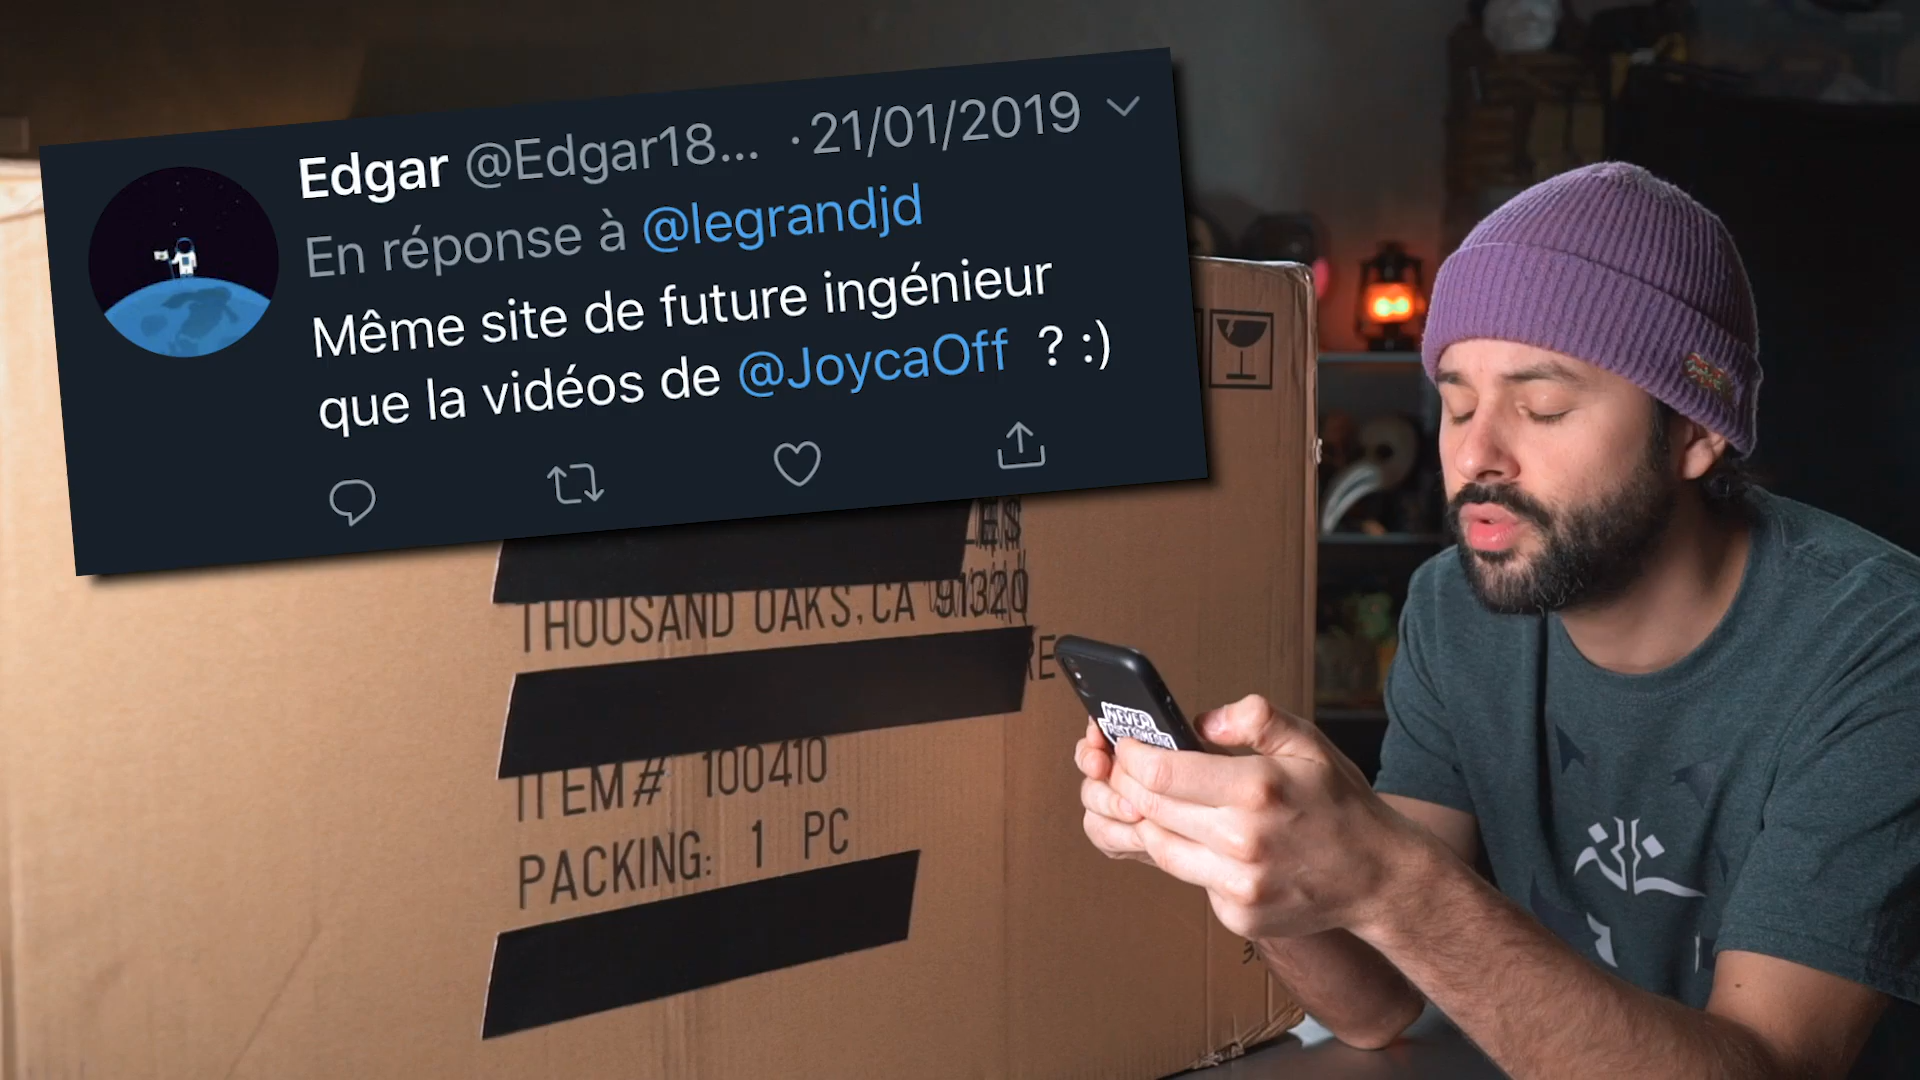 Edgar @Edgar18... · 21/01/2019
En réponse à @legrandjd
Même site de future ingénieur
que la vidéos de @JoycaOff ? :)
THOUSAND OAKS, CA 91320
ITEM# 100410
PACKING: 1 PC
NEVER